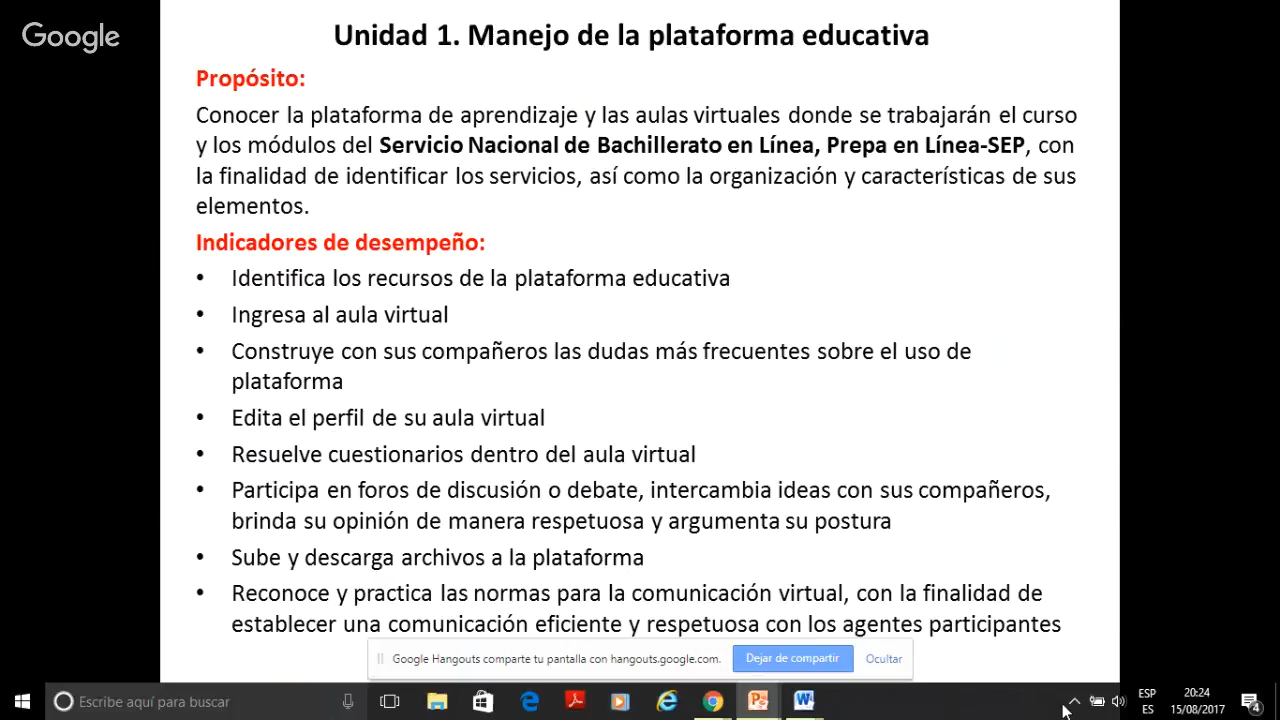 Google
Unidad 1. Manejo de la plataforma educativa
Propósito:
Conocer la plataforma de aprendizaje y las aulas virtuales donde se trabajarán el curso
y los módulos del Servicio Nacional de Bachillerato en Línea, Prepa en Línea-SEP, con
la finalidad de identificar los servicios, así como la organización y características de sus
elementos.
Indicadores de desempeño:
• Identifica los recursos de la plataforma educativa
• Ingresa al aula virtual
• Construye con sus compañeros las dudas más frecuentes sobre el uso de
plataforma
• Edita el perfil de su aula virtual
• Resuelve cuestionarios dentro del aula virtual
• Participa en foros de discusión o debate, intercambia ideas con sus compañeros,
brinda su opinión de manera respetuosa y argumenta su postura
• Sube y descarga archivos a la plataforma
• Reconoce y practica las normas para la comunicación virtual, con la finalidad de
establecer una comunicación eficiente y respetuosa con los agentes participantes
Google Hangouts comparte tu pantalla con hangouts.google.com. Dejar de compartir Ocultar
Escribe aquí para buscar
ESP 20:24
ES 15/08/2017 4